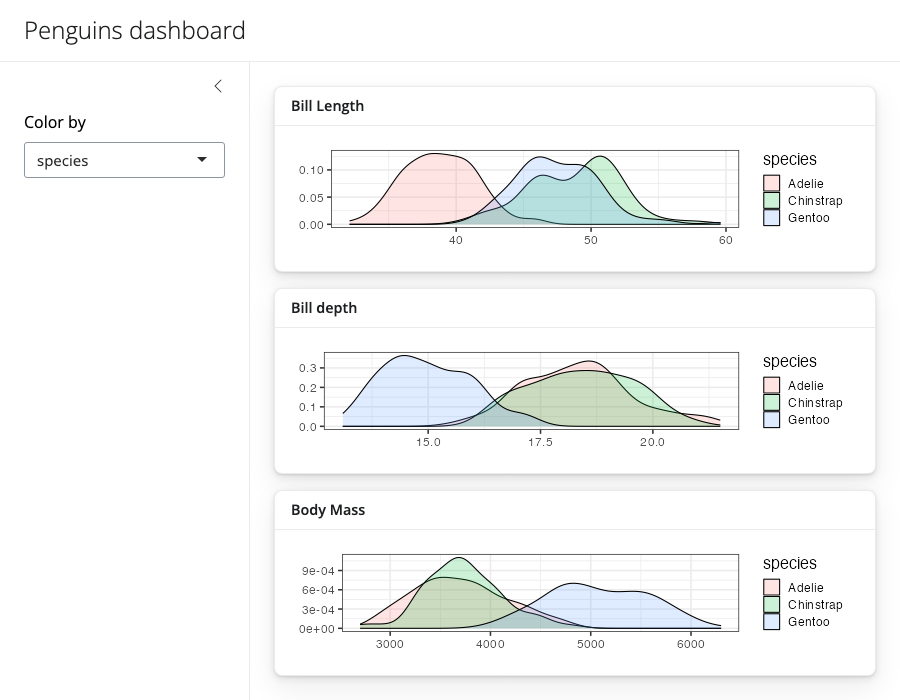 Penguins dashboard
Color by
species
Bill Length
0.10
0.05
0.00
40 50 60
species
Adelie
Chinstrap
Gentoo
Bill depth
0.3
0.2
0.1
0.0
15.0 17.5 20.0
species
Adelie
Chinstrap
Gentoo
Body Mass
9e-04
6e-04
3e-04
0e+00
3000 4000 5000 6000
species
Adelie
Chinstrap
Gentoo